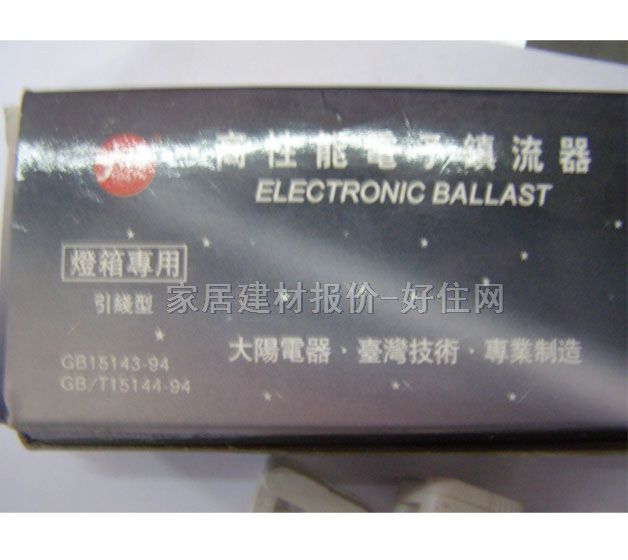 高性能電子鎮流器
ELECTRONIC BALLAST
燈箱專用
引綫型
家居建材报价-好住网
大陽電器·臺灣技術·專業制造
GB15143-94
GB/T15144-94